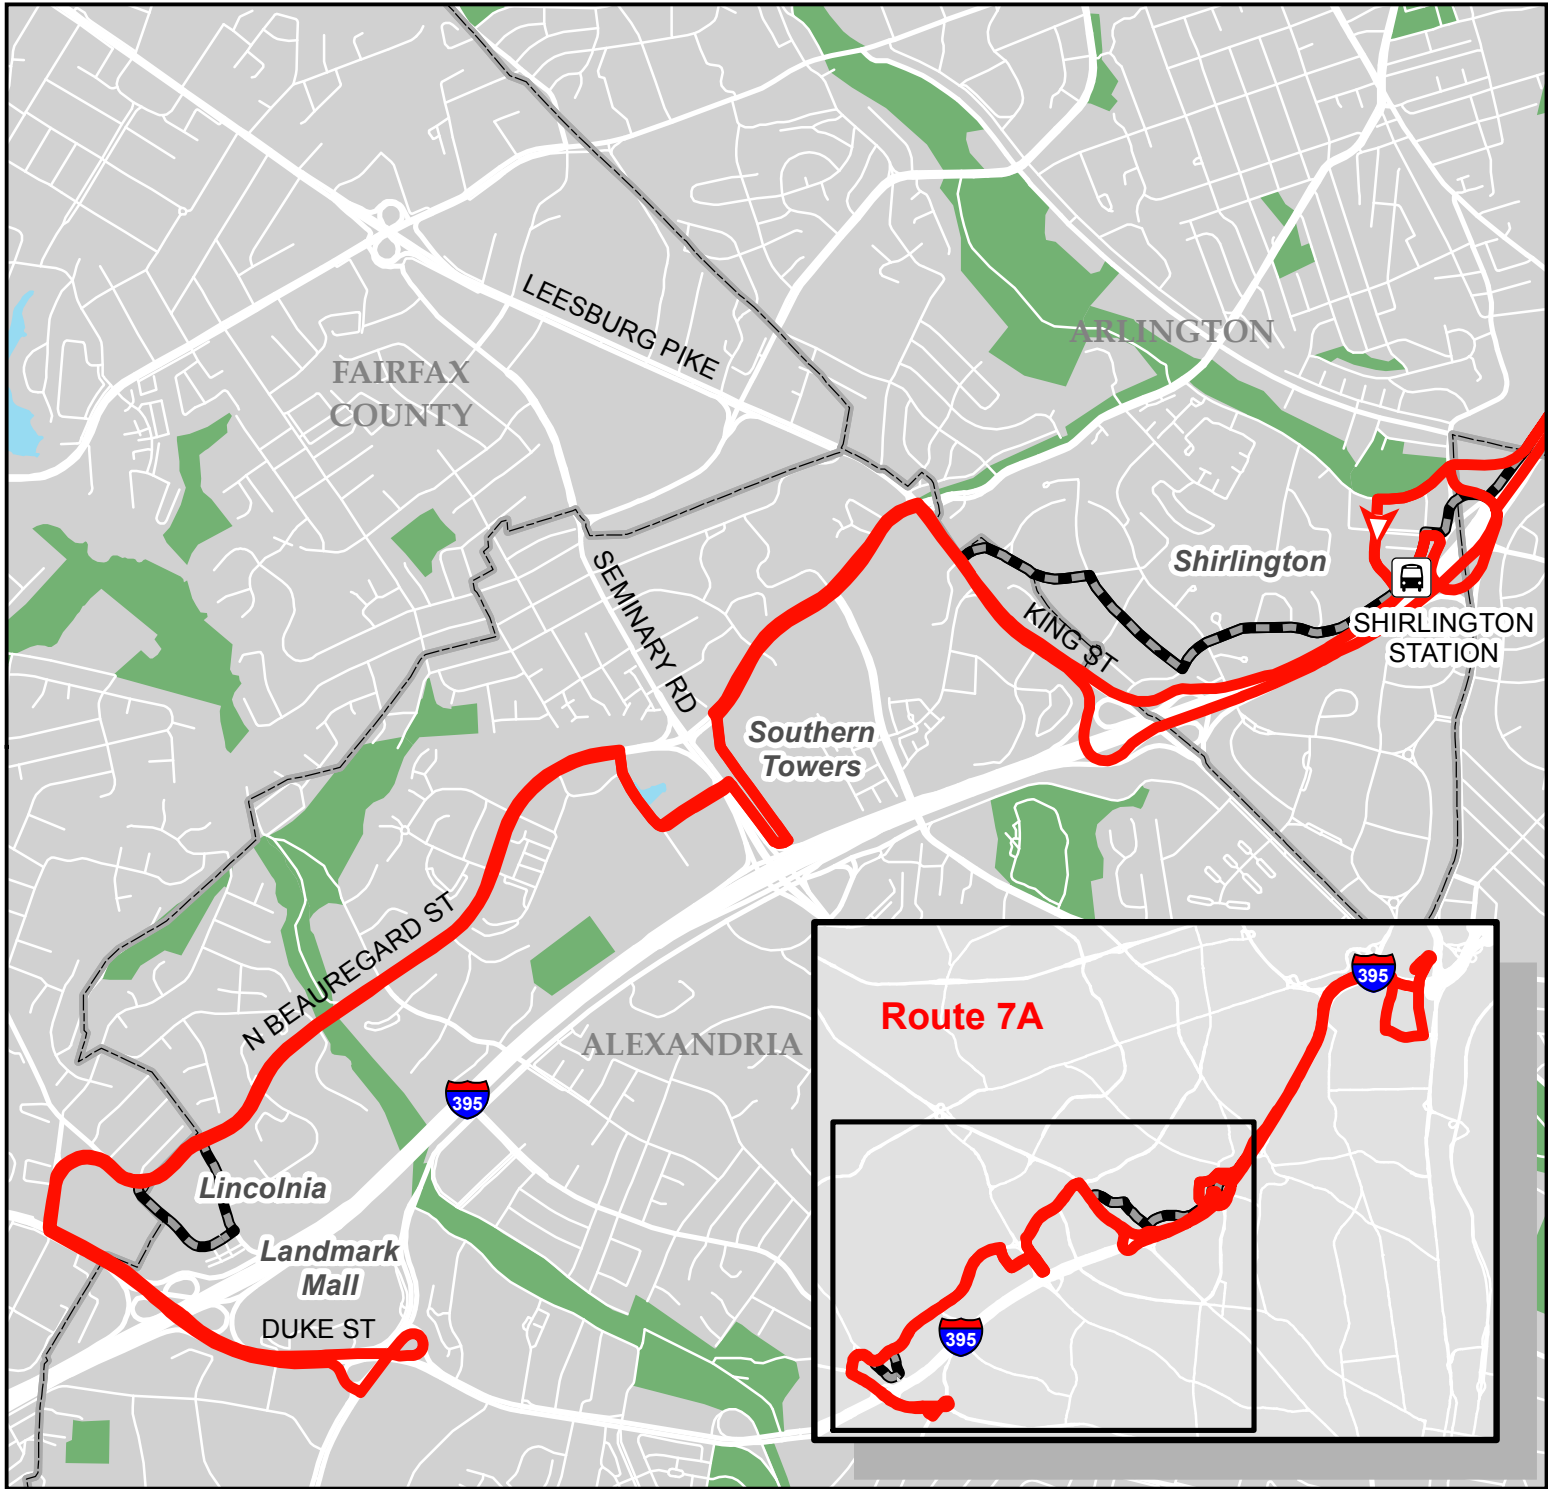 LEESBURG PIKE
ARLINGTON
FAIRFAX
COUNTY
SEMINARY RD
Shirlington
KING ST
SHIRLINGTON
STATION
Southern
Towers
N BEAUREGARD ST
395
Route 7A
ALEXANDRIA
395
Lincolnia
Landmark
Mall
DUKE ST
395